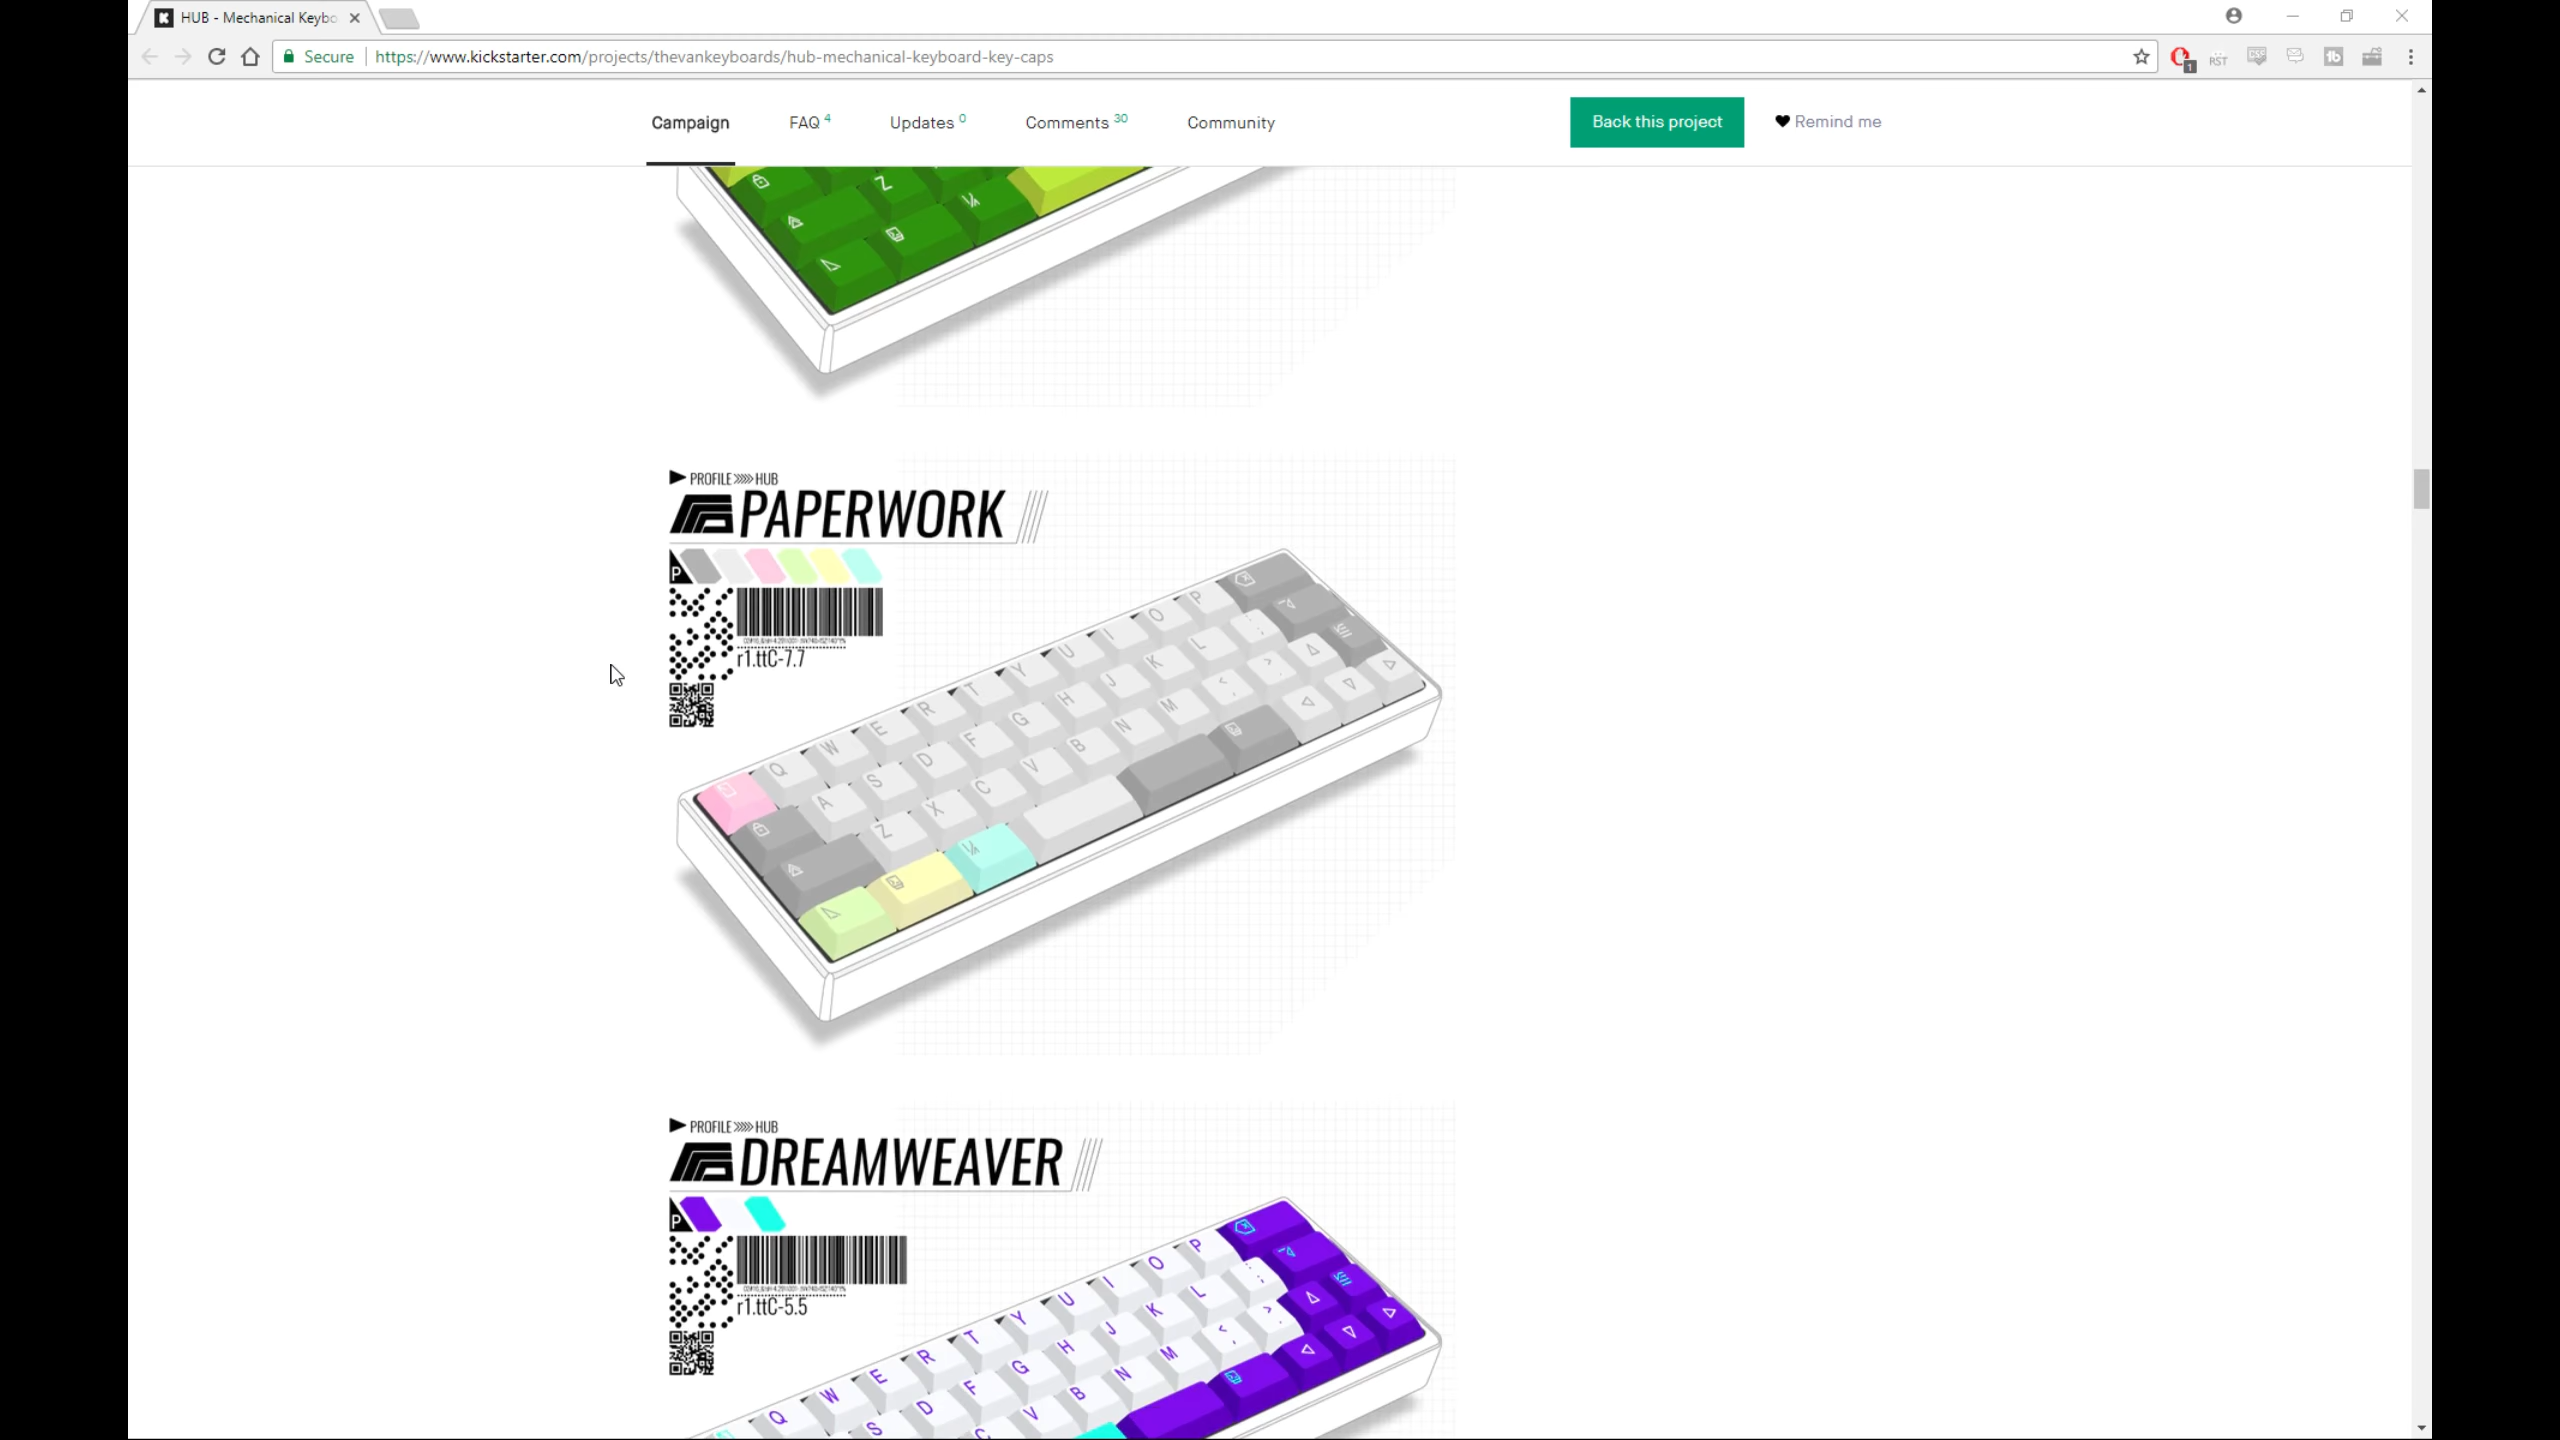 HUB - Mechanical Keybo
Secure
https://www.kickstarter.com/projects/thevankeyboards/hub-mechanical-keyboard-key-caps
1
RST
Campaign
FAQ 4
Updates 0
Comments 30
Community
Back this project
Remind me
Z
PROFILE HUB
PAPERWORK
P
r1.ttC-7.7
Q W E R T Y U I O P
A S D F G H J K L
Z X C V B N M
PROFILE HUB
DREAMWEAVER
P
r1.ttC-5.5
Q W E R T Y U I O P
S D F G H J K L
C V B N M